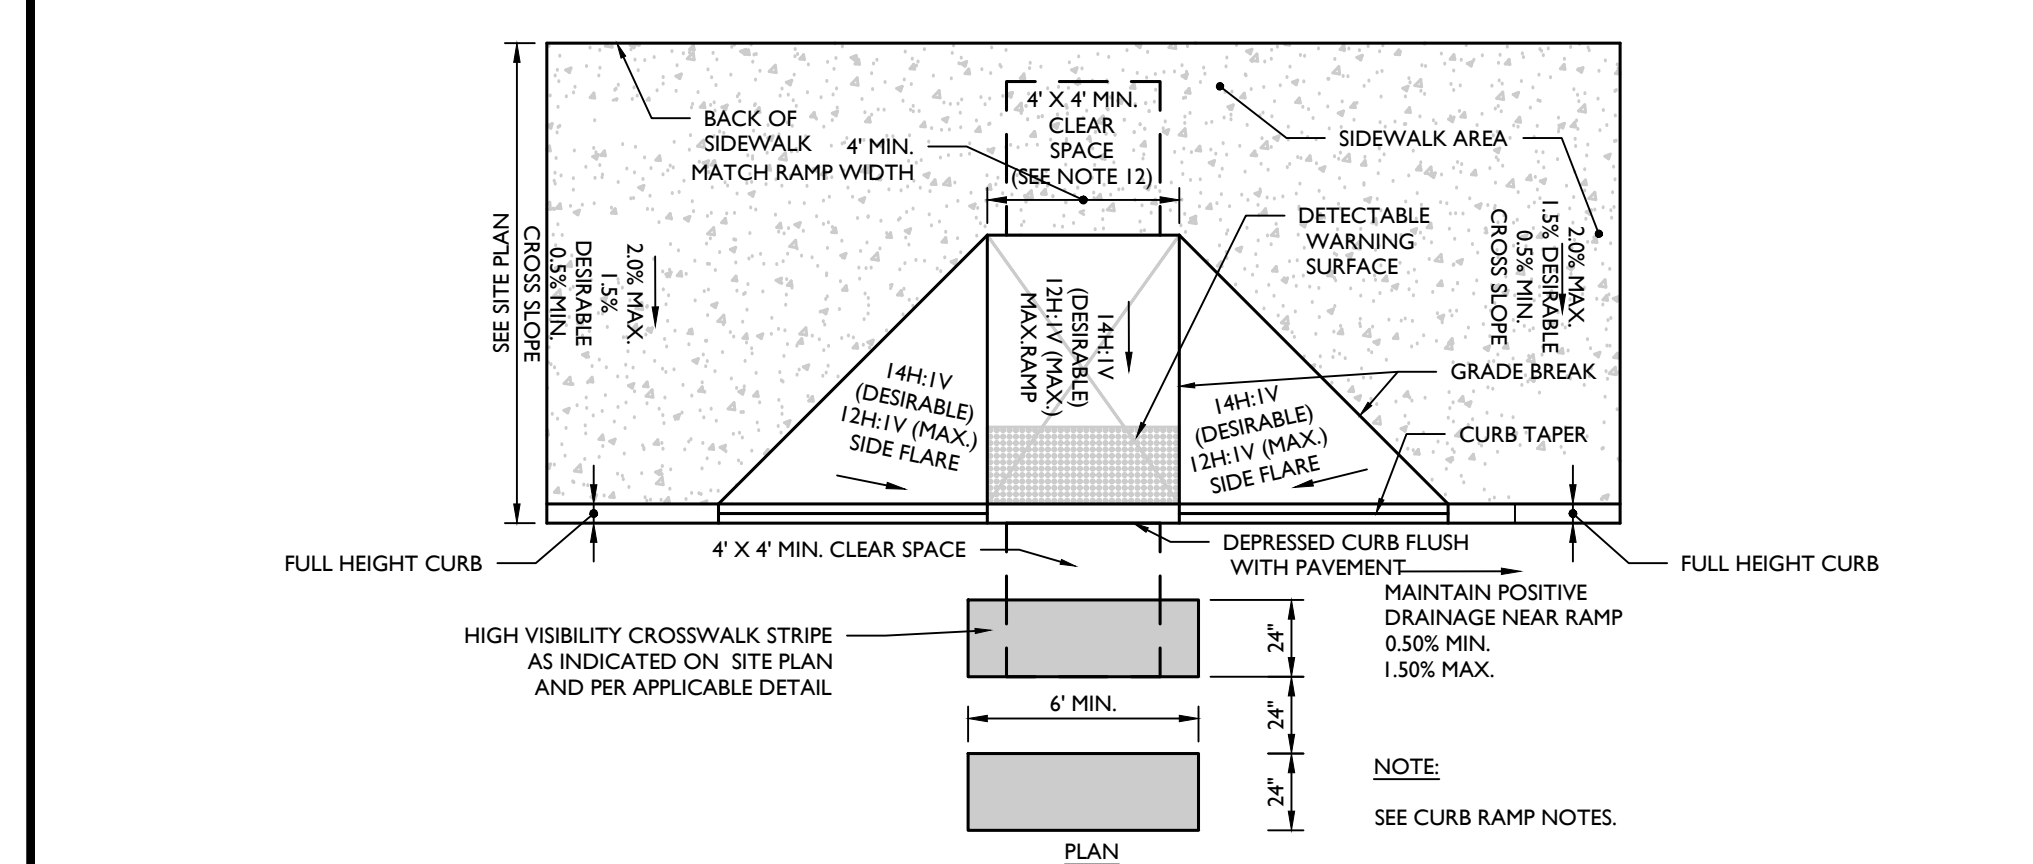 4' X 4' MIN.
CLEAR
SPACE
(SEE NOTE 12)
BACK OF
SIDEWALK
4' MIN.
MATCH RAMP WIDTH
SIDEWALK AREA
DETECTABLE
WARNING
SURFACE
SEE SITE PLAN
2.0% MAX.
1.5%
DESIRABLE
0.5% MIN.
CROSS SLOPE
2.0% MAX.
1.5% DESIRABLE
0.5% MIN.
CROSS SLOPE
14H:1V
(DESIRABLE)
12H:1V (MAX.)
MAX.RAMP
14H:1V
(DESIRABLE)
12H:1V (MAX.)
SIDE FLARE
14H:1V
(DESIRABLE)
12H:1V (MAX.)
SIDE FLARE
GRADE BREAK
CURB TAPER
FULL HEIGHT CURB
4' X 4' MIN. CLEAR SPACE
DEPRESSED CURB FLUSH
WITH PAVEMENT
FULL HEIGHT CURB
MAINTAIN POSITIVE
DRAINAGE NEAR RAMP
0.50% MIN.
1.50% MAX.
HIGH VISIBILITY CROSSWALK STRIPE
AS INDICATED ON SITE PLAN
AND PER APPLICABLE DETAIL
24"
6' MIN.
24"
24"
NOTE:
SEE CURB RAMP NOTES.
PLAN